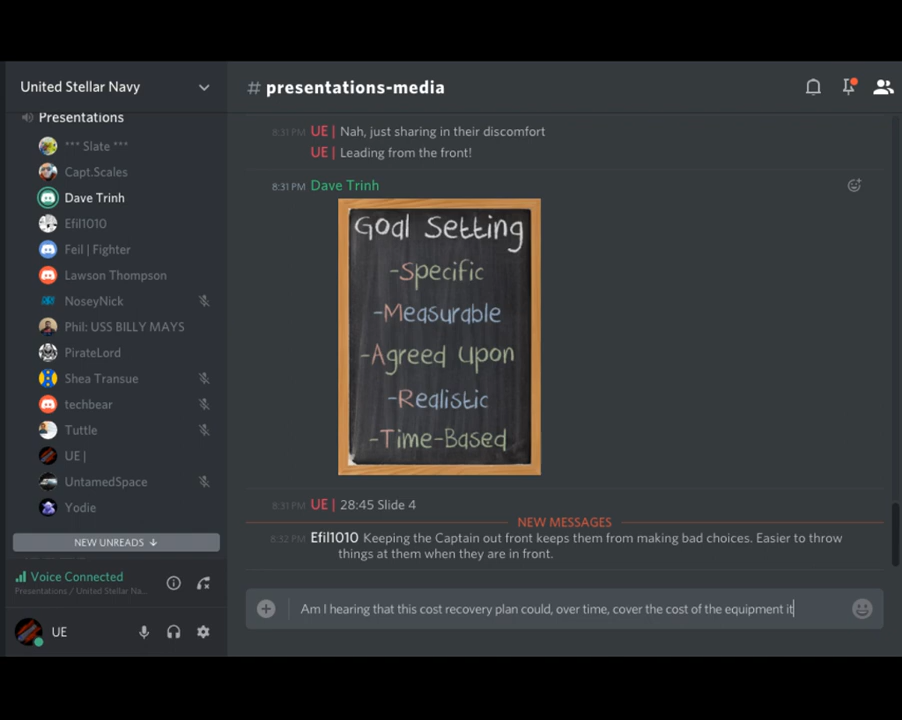 United Stellar Navy
Presentations
*** Slate ***
Capt.Scales
Dave Trinh
Efil1010
Feil | Fighter
Lawson Thompson
NoseyNick
Phil: USS BILLY MAYS
PirateLord
Shea Transue
techbear
Tuttle
UE |
UntamedSpace
Yodie
NEW UNREADS
Voice Connected
Presentations / United Stellar Na...
UE
# presentations-media
8:31 PM UE | Nah, just sharing in their discomfort
UE | Leading from the front!
8:31 PM Dave Trinh
Goal Setting
-Specific
-Measurable
-Agreed Upon
-Realistic
-Time-Based
8:31 PM UE | 28:45 Slide 4
NEW MESSAGES
8:32 PM Efil1010 Keeping the Captain out front keeps them from making bad choices. Easier to throw
things at them when they are in front.
Am I hearing that this cost recovery plan could, over time, cover the cost of the equipment it